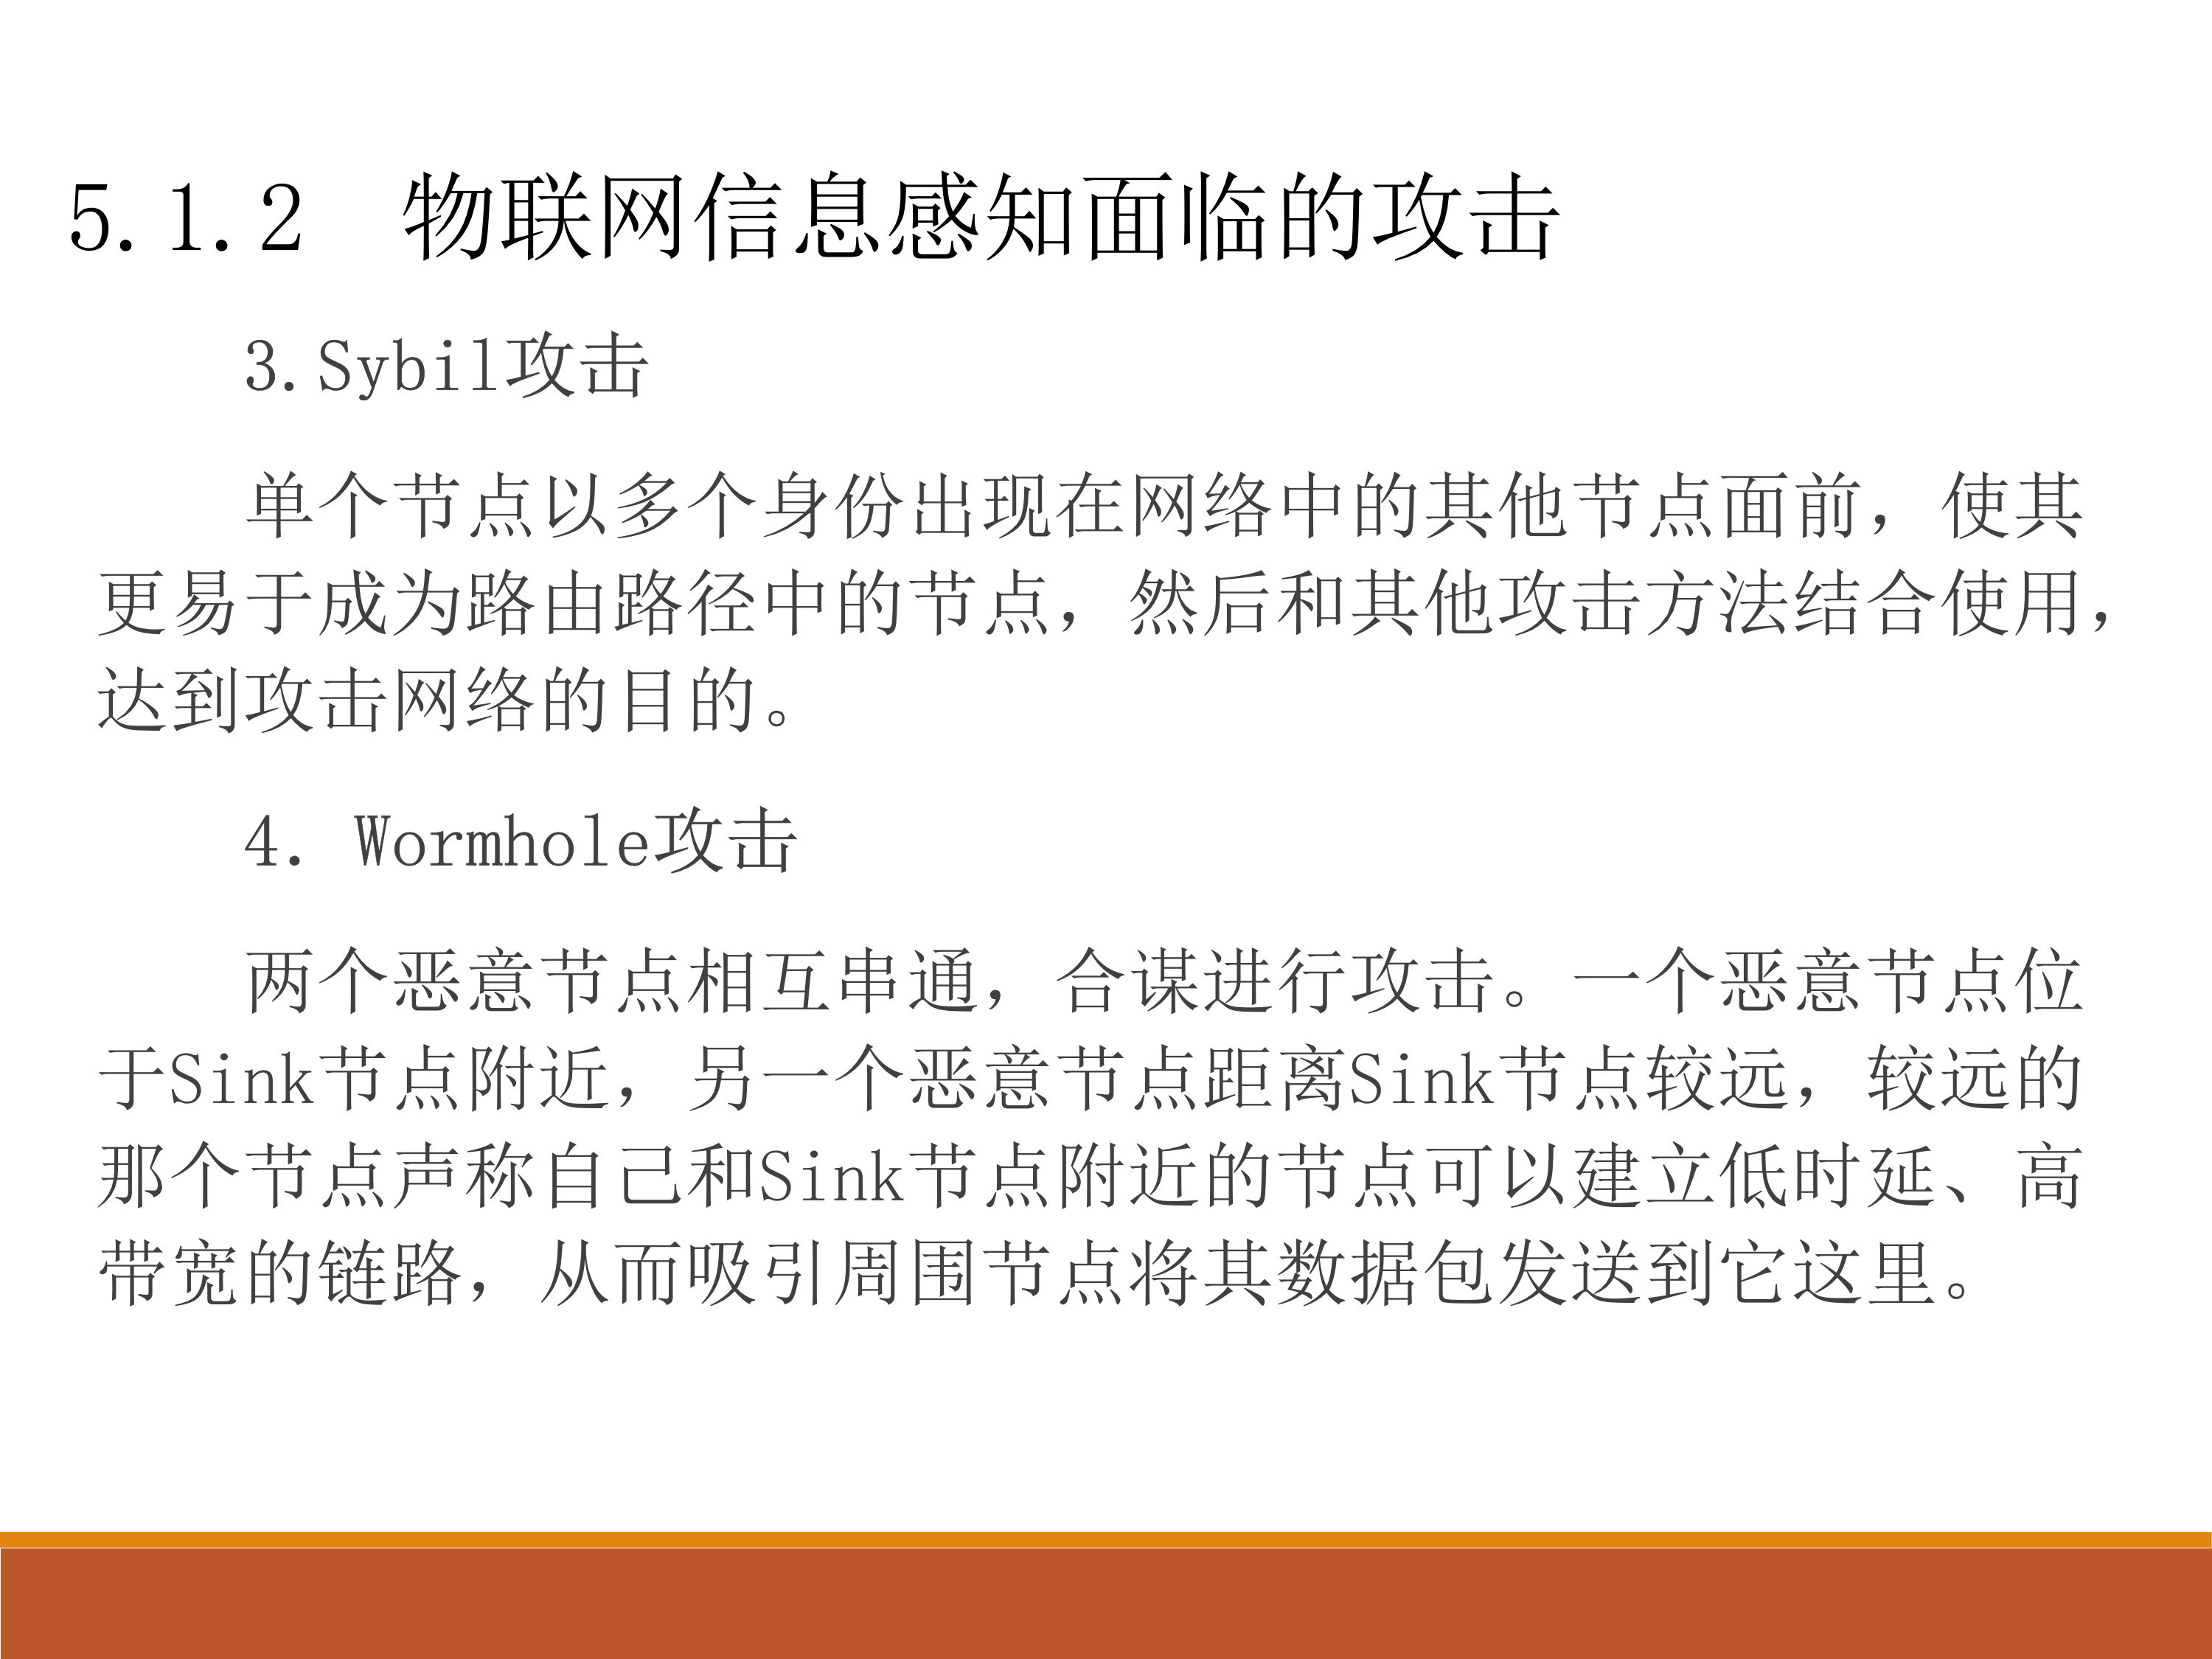 5.1.2 物联网信息感知面临的攻击
3.Sybil攻击
单个节点以多个身份出现在网络中的其他节点面前，使其
更易于成为路由路径中的节点，然后和其他攻击方法结合使用，
达到攻击网络的目的。
4. Wormhole攻击
两个恶意节点相互串通，合谋进行攻击。一个恶意节点位
于Sink节点附近，另一个恶意节点距离Sink节点较远，较远的
那个节点声称自己和Sink节点附近的节点可以建立低时延、高
带宽的链路，从而吸引周围节点将其数据包发送到它这里。